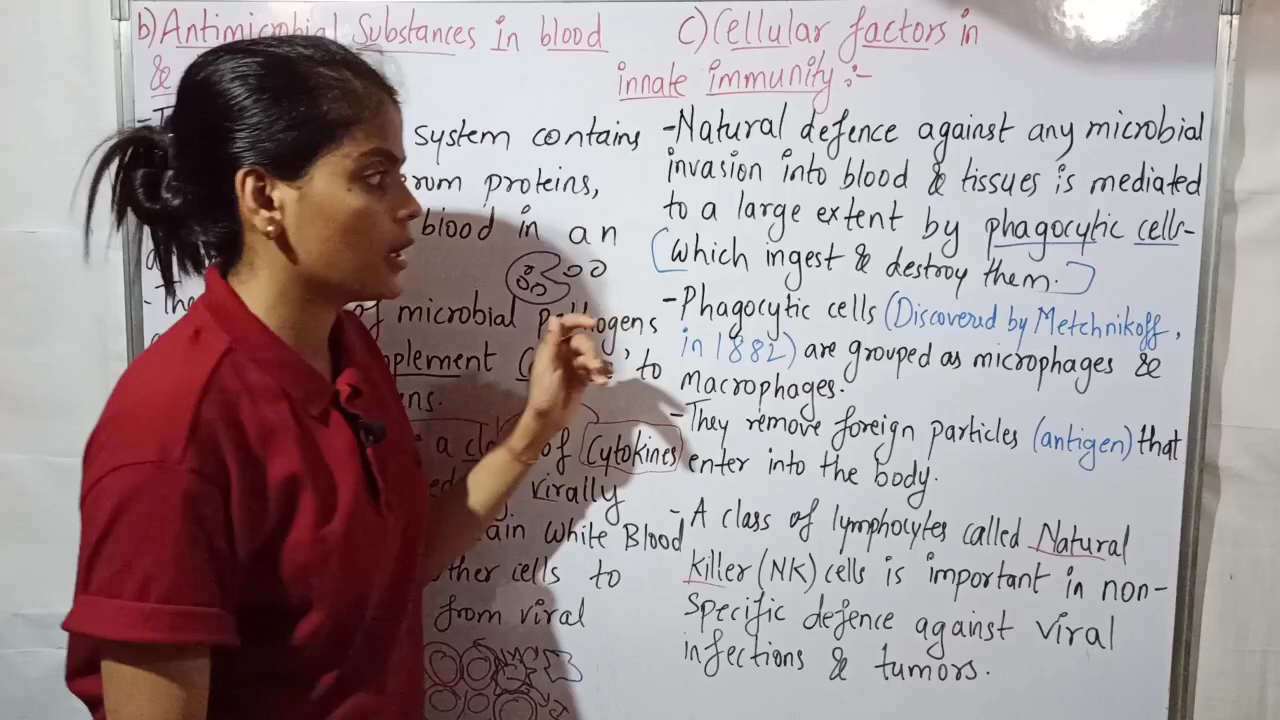 b) Antimicrobial Substances in blood
&
system contains
proteins,
blood in an
The
of microbial pathogens
to
a of Cytokines
virally
White Blood
cells to
from viral
c) Cellular factors in
innate immunity :-
- Natural defence against any microbial
invasion into blood & tissues is mediated
to a large extent by phagocytic cells-
(which ingest & destroy them.)
- Phagocytic cells (Discovered by Metchnikoff,
in 1882) are grouped as microphages &
macrophages.
- They remove foreign particles (antigen) that
enter into the body.
- A class of lymphocytes called Natural
killer (NK) cells is important in non-
specific defence against viral
infections & tumors.